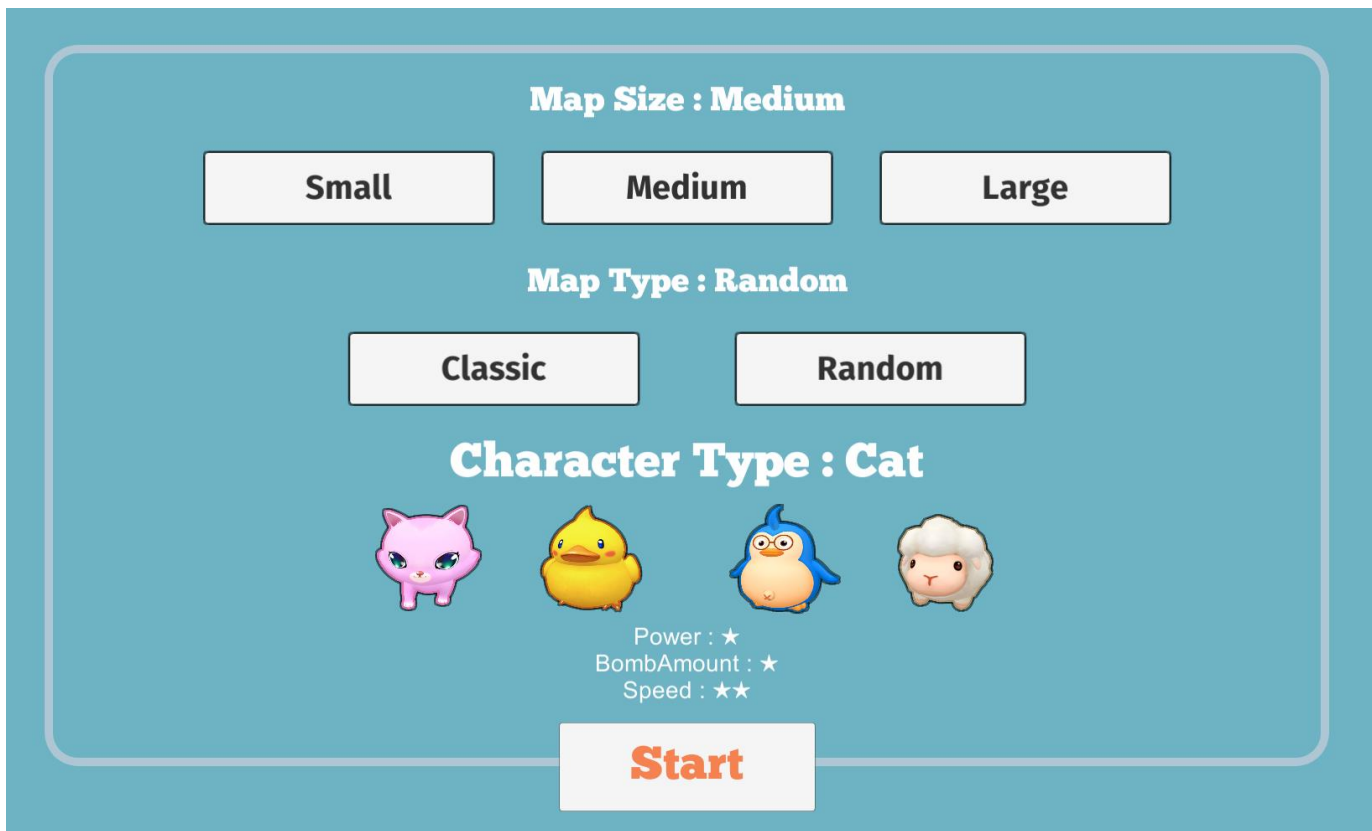 Map Size : Medium
Small Medium Large
Map Type : Random
Classic Random
Character Type : Cat
Power : ★
BombAmount : ★
Speed : ★★
Start